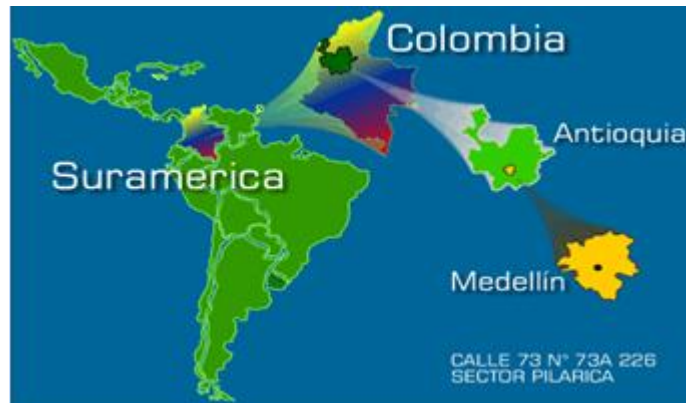 Colombia
Antioquia
Suramerica
Medellín
CALLE 73 N° 73A 226
SECTOR PILARICA